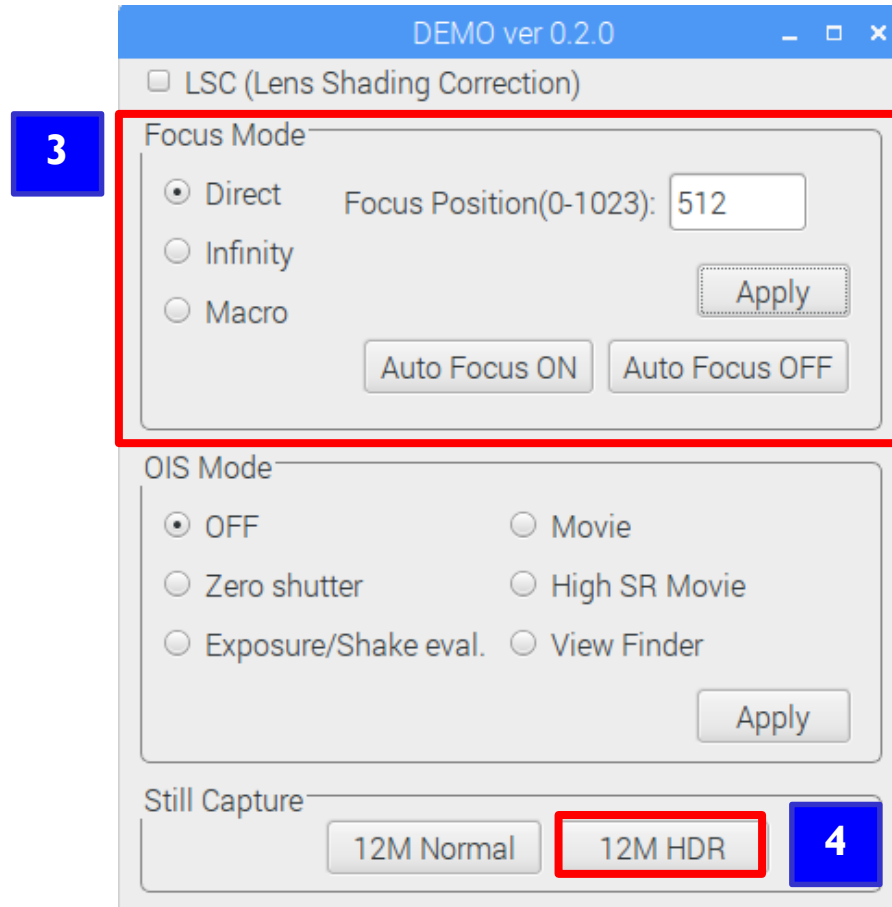 DEMO ver 0.2.0
LSC (Lens Shading Correction)
3
Focus Mode
Direct
Focus Position(0-1023): 512
Infinity
Macro
Apply
Auto Focus ON Auto Focus OFF
OIS Mode
OFF Movie
Zero shutter High SR Movie
Exposure/Shake eval. View Finder
Apply
Still Capture
12M Normal 12M HDR 4